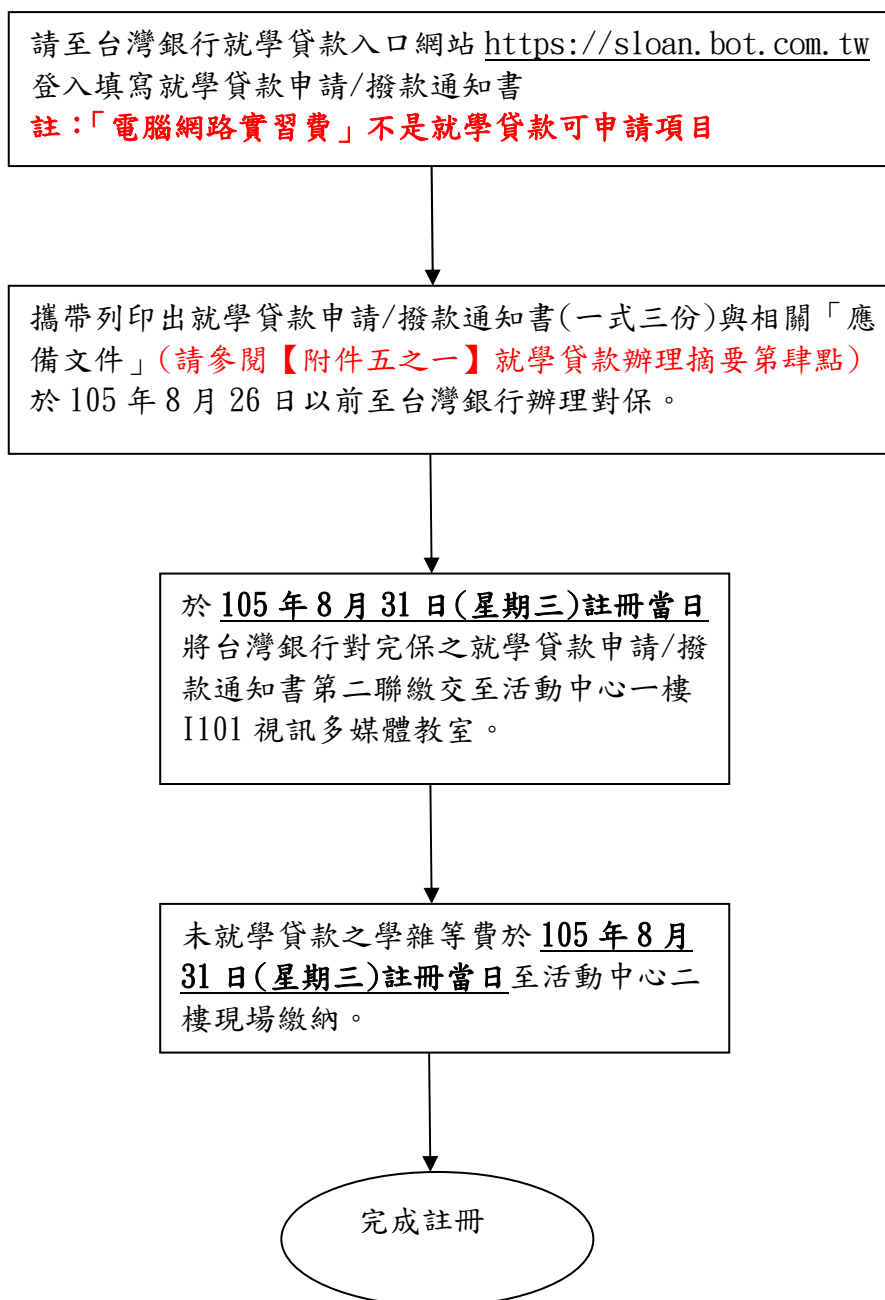 請至台灣銀行就學貸款入口網站 https://sloan.bot.com.tw
登入填寫就學貸款申請/撥款通知書
註：「電腦網路實習費」不是就學貸款可申請項目
攜帶列印出就學貸款申請/撥款通知書(一式三份)與相關「應
備文件」(請參閱【附件五之一】就學貸款辦理摘要第肆點)
於 105 年 8 月 26 日以前至台灣銀行辦理對保。
於 105 年 8 月 31 日(星期三)註冊當日
將台灣銀行對完保之就學貸款申請/撥
款通知書第二聯繳交至活動中心一樓
I101 視訊多媒體教室。
未就學貸款之學雜等費於 105 年 8 月
31 日(星期三)註冊當日至活動中心二
樓現場繳納。
完成註冊